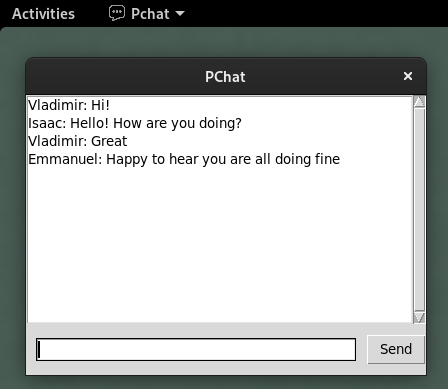 Activities Pchat
PChat
Vladimir: Hi!
Isaac: Hello! How are you doing?
Vladimir: Great
Emmanuel: Happy to hear you are all doing fine
Send